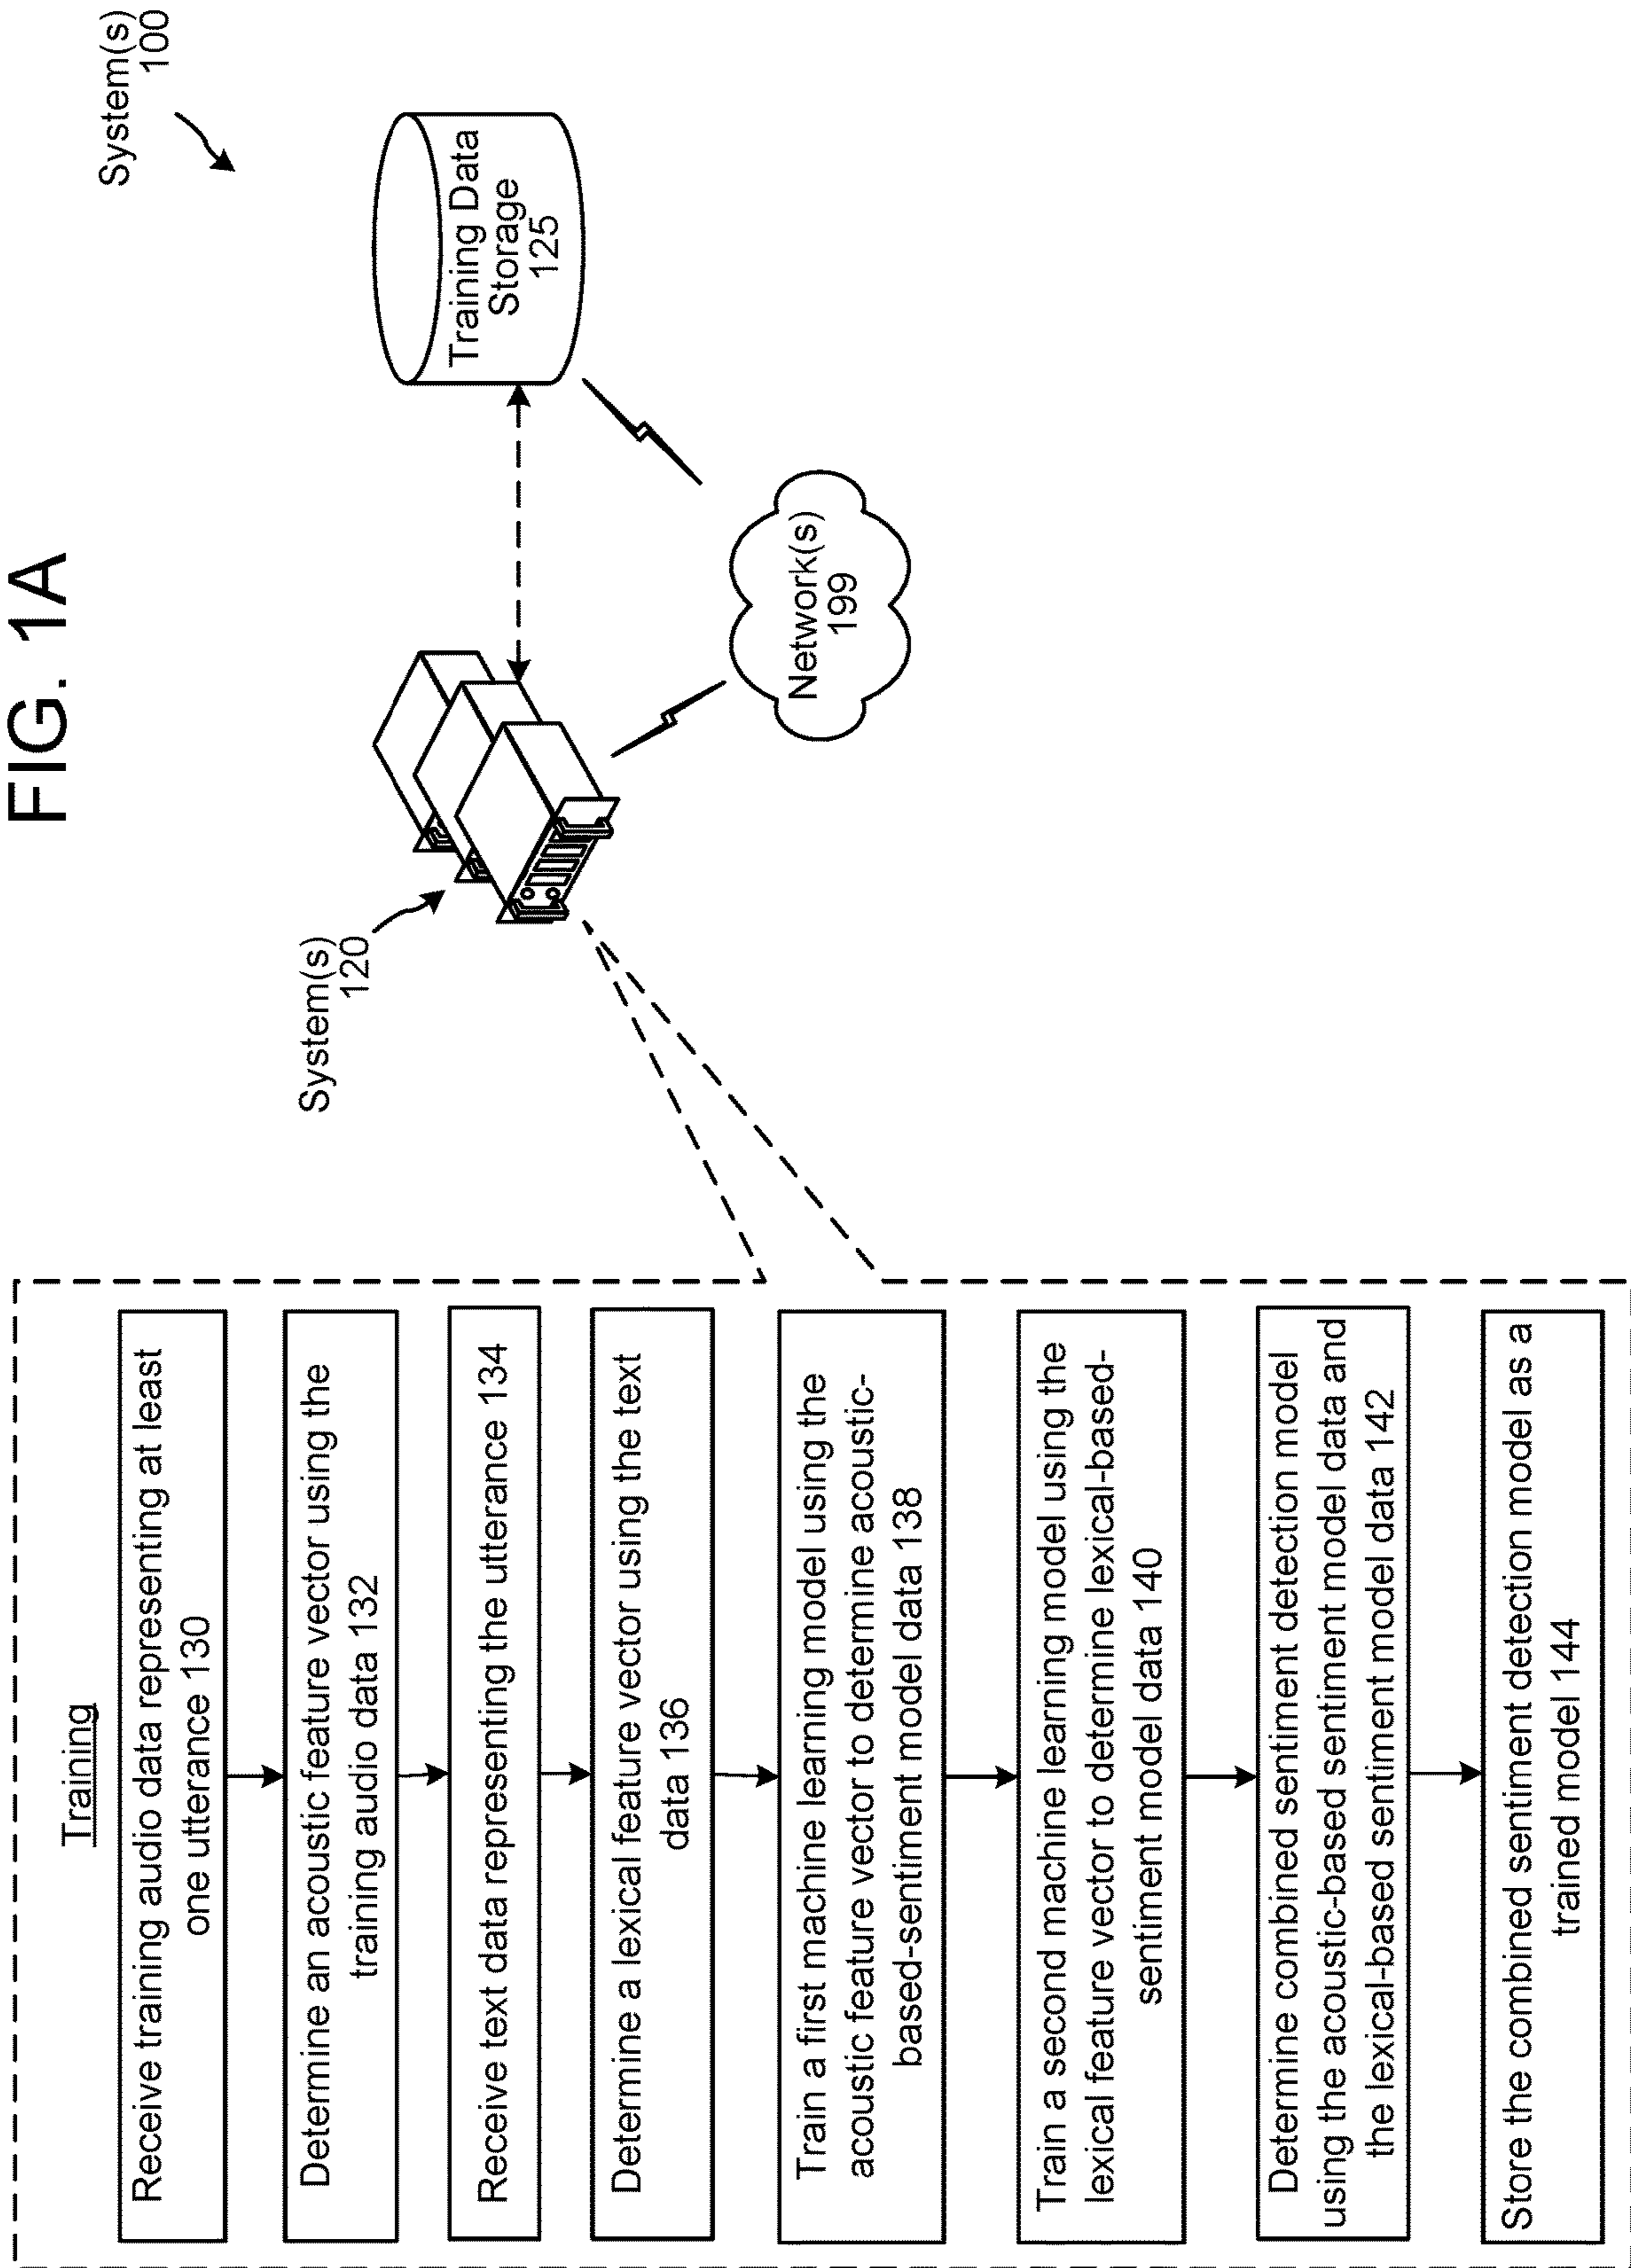 FIG. 1A
System(s)
100
Training
Receive training audio data representing at least
one utterance 130
Determine an acoustic feature vector using the
training audio data 132
Receive text data representing the utterance 134
Determine a lexical feature vector using the text
data 136
Train a first machine learning model using the
acoustic feature vector to determine acoustic-
based-sentiment model data 138
Train a second machine learning model using the
lexical feature vector to determine lexical-based-
sentiment model data 140
Determine combined sentiment detection model
using the acoustic-based sentiment model data and
the lexical-based sentiment model data 142
Store the combined sentiment detection model as a
trained model 144
System(s)
120
Training Data
Storage
125
Network(s)
199